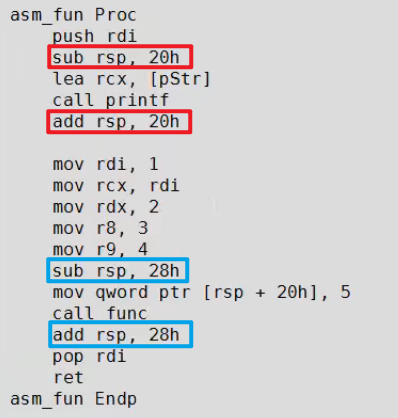 asm_fun Proc
push rdi
sub rsp, 20h
lea rcx, [pStr]
call printf
add rsp, 20h
mov rdi, 1
mov rcx, rdi
mov rdx, 2
mov r8, 3
mov r9, 4
sub rsp, 28h
mov qword ptr [rsp + 20h], 5
call func
add rsp, 28h
pop rdi
ret
asm_fun Endp